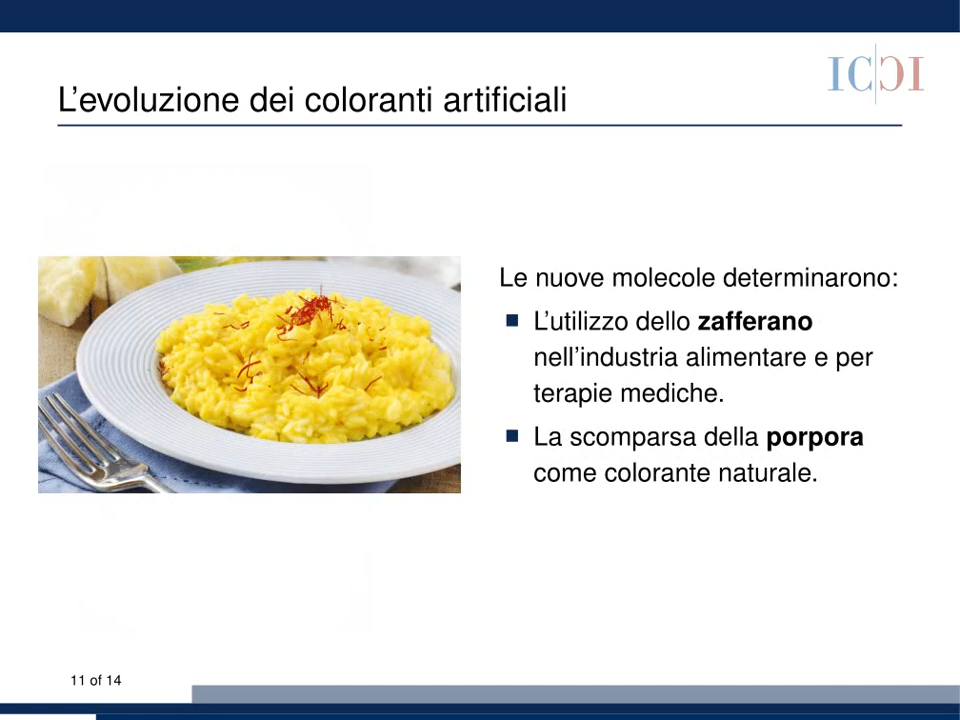 ICCI
L’evoluzione dei coloranti artificiali
Le nuove molecole determinarono:
L’utilizzo dello zafferano
nell’industria alimentare e per
terapie mediche.
La scomparsa della porpora
come colorante naturale.
11 of 14